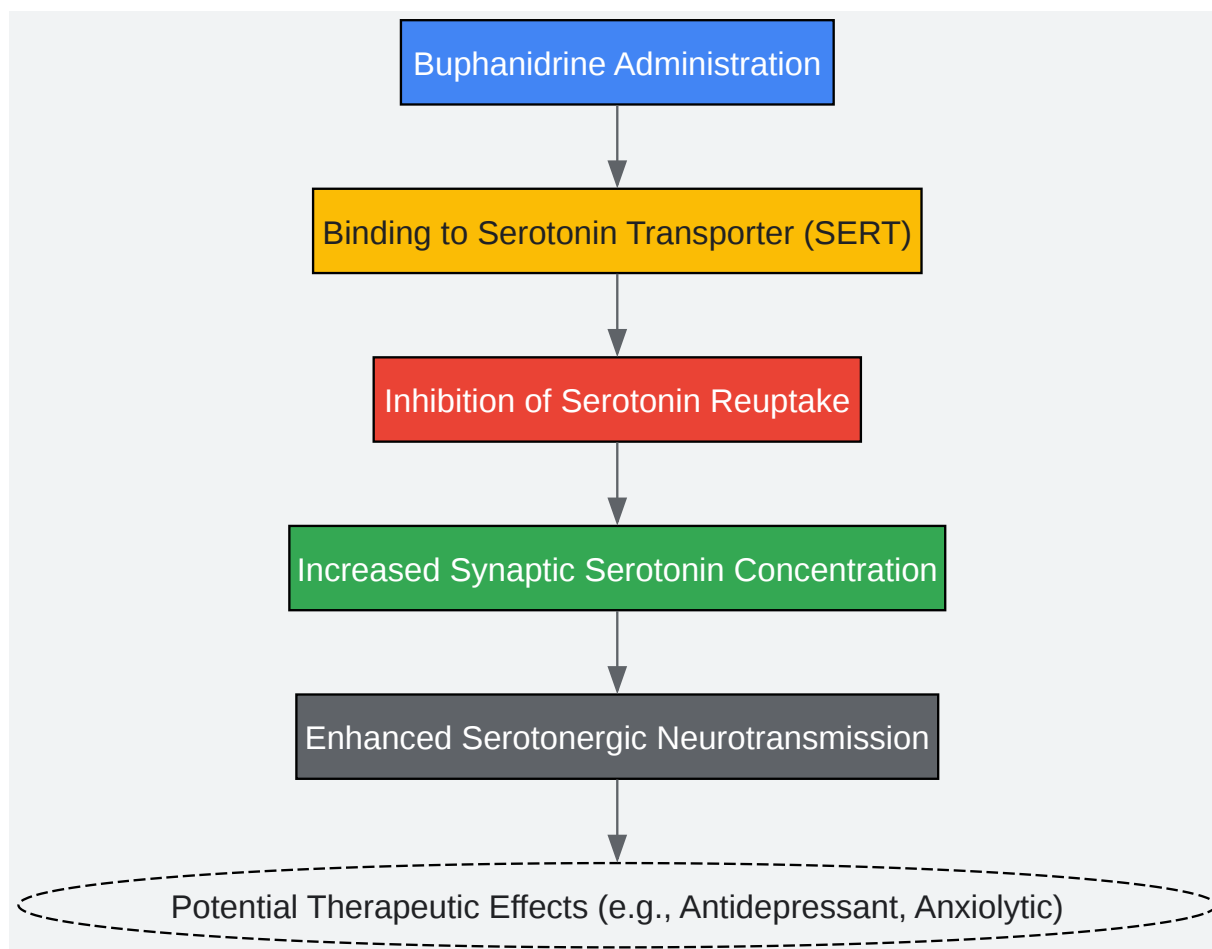 Buphanidrine Administration
Binding to Serotonin Transporter (SERT)
Inhibition of Serotonin Reuptake
Increased Synaptic Serotonin Concentration
Enhanced Serotonergic Neurotransmission
Potential Therapeutic Effects (e.g., Antidepressant, Anxiolytic)